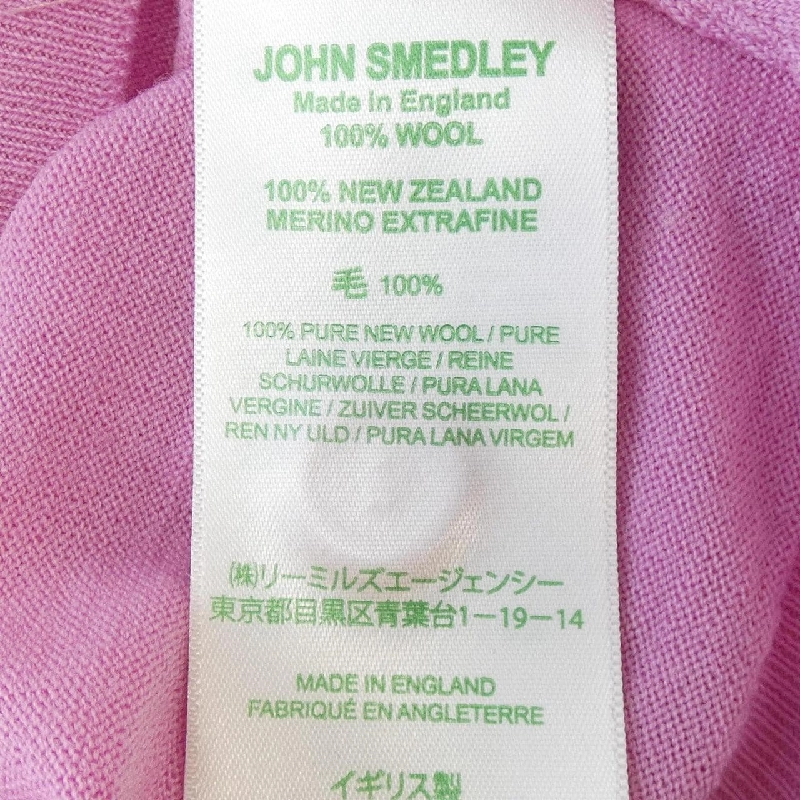 JOHN SMEDLEY
Made in England
100% WOOL
100% NEW ZEALAND
MERINO EXTRAFINE
毛 100%
100% PURE NEW WOOL / PURE
LAINE VIERGE / REINE
SCHURWOLLE / PURA LANA
VERGINE / ZUIVER SCHEERWOL /
REN NY ULD / PURA LANA VIRGEM
㈱リーミルズエージェンシー
東京都目黒区青葉台1-19-14
MADE IN ENGLAND
FABRIQUÉ EN ANGLETERRE
イギリス製